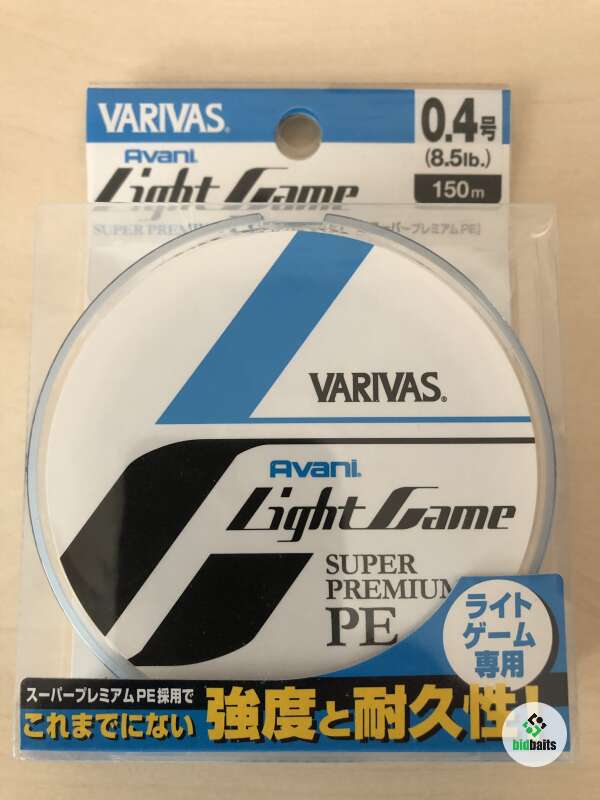 VARIVAS®
0.4号
(8.5lb.)
150m
Avani®
Light Game
SUPER PREMIUM
スーパープレミアムPE]
VARIVAS®
Avani®
Light Game
SUPER
PREMIUM
PE
ライト
ゲーム
専用
スーパープレミアムPE採用で
これまでにない 強度と耐久性!
bidbaits